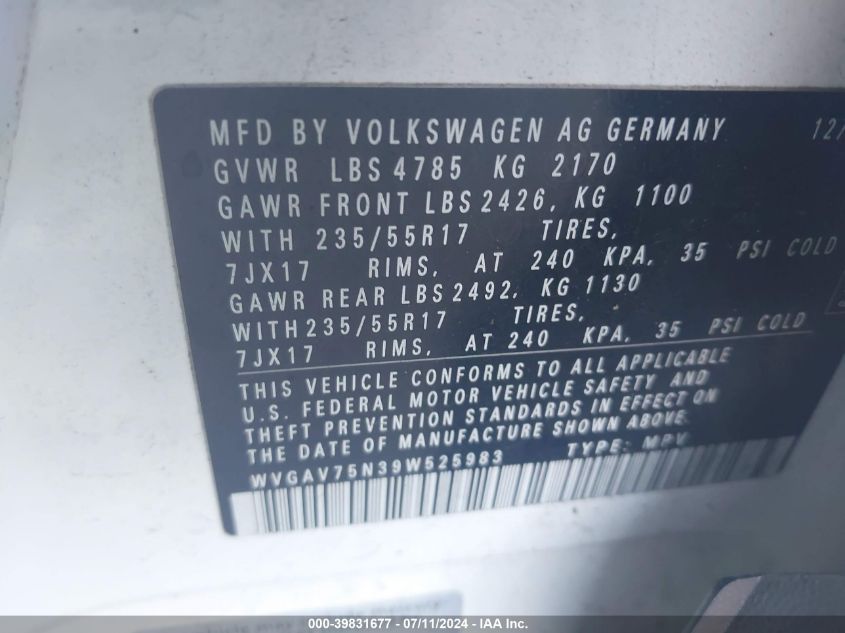 MFD BY VOLKSWAGEN AG GERMANY 12/
GVWR LBS 4785 KG 2170
GAWR FRONT LBS 2426, KG 1100
WITH 235/55R17 TIRES,
7JX17 RIMS, AT 240 KPA, 35 PSI COLD
GAWR REAR LBS 2492, KG 1130
WITH 235/55R17 TIRES,
7JX17 RIMS, AT 240 KPA, 35 PSI COLD
THIS VEHICLE CONFORMS TO ALL APPLICABLE
U.S. FEDERAL MOTOR VEHICLE SAFETY AND
THEFT PREVENTION STANDARDS IN EFFECT ON
THE DATE OF MANUFACTURE SHOWN ABOVE.
WVGAV75N39W525983 TYPE: MPV
000-39831677 - 07/11/2024 - IAA Inc.